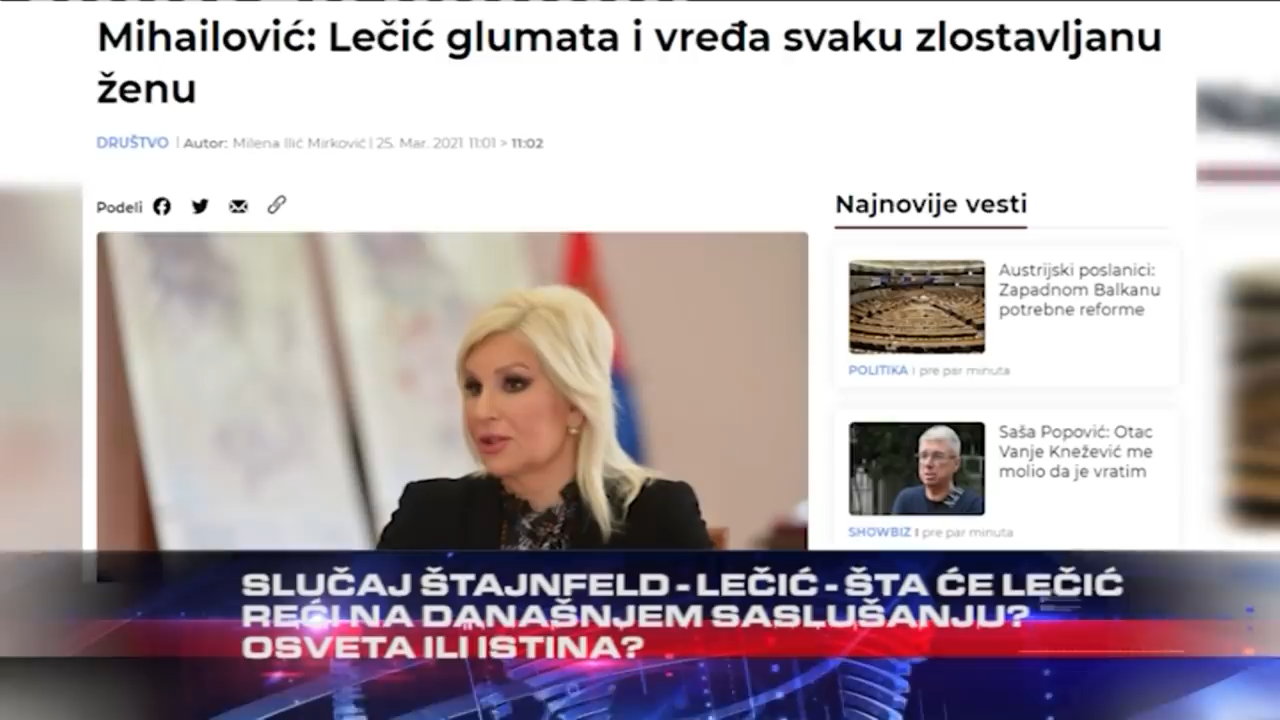 Mihailović: Lečić glumata i vređa svaku zlostavljanu
ženu
DRUŠTVO | Autor: Milena Ilić Mirković | 25. Mar. 2021 11:01 > 11:02
Podeli
Najnovije vesti
Austrijski poslanici:
Zapadnom Balkanu
potrebne reforme
POLITIKA | pre par minuta
Saša Popović: Otac
Vanje Knežević me
molio da je vratim
SHOWBIZ | pre par minuta
SLUČAJ ŠTAJNFELD - LEČIĆ - ŠTA ĆE LEČIĆ
REĆI NA DANAŠNJEM SASLUŠANJU?
OSVETA ILI ISTINA?